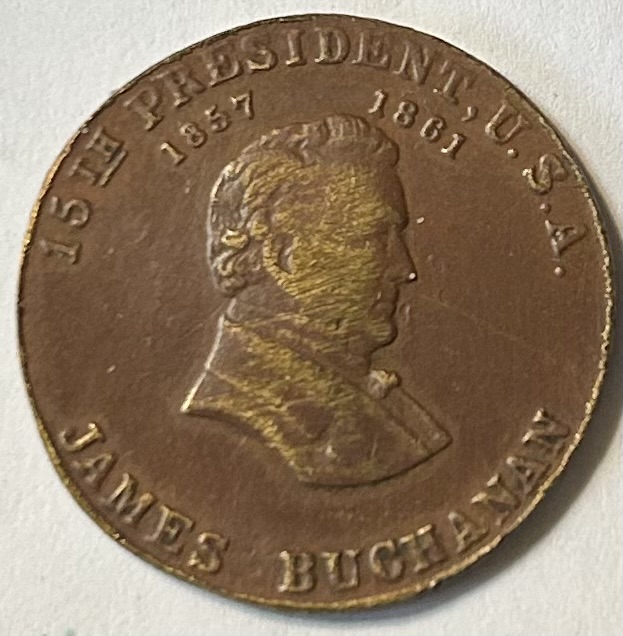 15TH PRESIDENT, U.S.A.
1857 1861
JAMES BUCHANAN